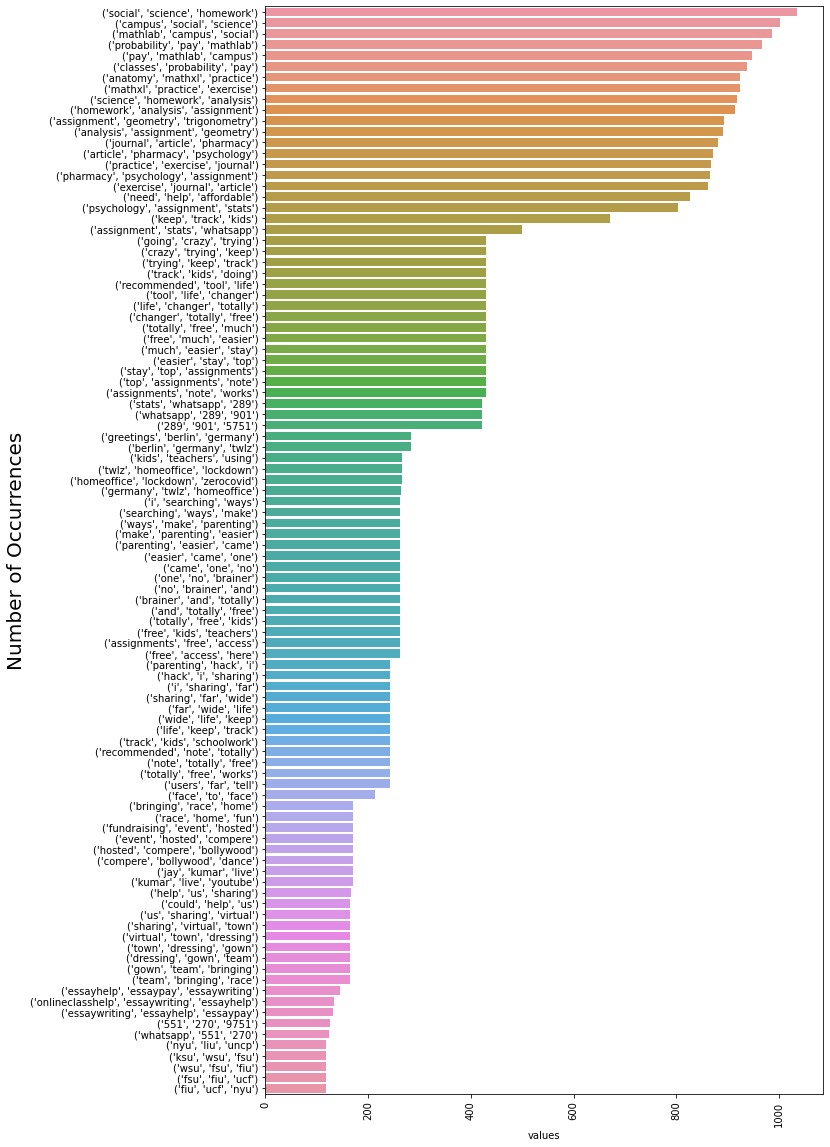 ('social', 'science', 'homework')
('campus', 'social', 'science')
('mathlab', 'campus', 'social')
('probability', 'pay', 'mathlab')
('pay', 'mathlab', 'campus')
('classes', 'probability', 'pay')
('anatomy', 'mathxl', 'practice')
('mathxl', 'practice', 'exercise')
('science', 'homework', 'analysis')
('homework', 'analysis', 'assignment')
('assignment', 'geometry', 'trigonometry')
('analysis', 'assignment', 'geometry')
('journal', 'article', 'pharmacy')
('article', 'pharmacy', 'psychology')
('practice', 'exercise', 'journal')
('pharmacy', 'psychology', 'assignment')
('exercise', 'journal', 'article')
('need', 'help', 'affordable')
('psychology', 'assignment', 'stats')
('keep', 'track', 'kids')
('assignment', 'stats', 'whatsapp')
('going', 'crazy', 'trying')
('crazy', 'trying', 'keep')
('trying', 'keep', 'track')
('track', 'kids', 'doing')
('recommended', 'tool', 'life')
('tool', 'life', 'changer')
('life', 'changer', 'totally')
('changer', 'totally', 'free')
('totally', 'free', 'much')
('free', 'much', 'easier')
('much', 'easier', 'stay')
('easier', 'stay', 'top')
('stay', 'top', 'assignments')
('top', 'assignments', 'note')
('assignments', 'note', 'works')
('stats', 'whatsapp', '289')
('whatsapp', '289', '901')
('289', '901', '5751')
('greetings', 'berlin', 'germany')
('berlin', 'germany', 'twlz')
('kids', 'teachers', 'using')
('twlz', 'homeoffice', 'lockdown')
('homeoffice', 'lockdown', 'zerocovid')
('germany', 'twlz', 'homeoffice')
('i', 'searching', 'ways')
('searching', 'ways', 'make')
('ways', 'make', 'parenting')
('make', 'parenting', 'easier')
('parenting', 'easier', 'came')
('easier', 'came', 'one')
('came', 'one', 'no')
('one', 'no', 'brainer')
('no', 'brainer', 'and')
('brainer', 'and', 'totally')
('and', 'totally', 'free')
('totally', 'free', 'kids')
('free', 'kids', 'teachers')
('assignments', 'free', 'access')
('free', 'access', 'here')
('parenting', 'hack', 'i')
('hack', 'i', 'sharing')
('i', 'sharing', 'far')
('sharing', 'far', 'wide')
('far', 'wide', 'life')
('wide', 'life', 'keep')
('life', 'keep', 'track')
('track', 'kids', 'schoolwork')
('recommended', 'note', 'totally')
('note', 'totally', 'free')
('totally', 'free', 'works')
('users', 'far', 'tell')
('face', 'to', 'face')
('bringing', 'race', 'home')
('race', 'home', 'fun')
('fundraising', 'event', 'hosted')
('event', 'hosted', 'compere')
('hosted', 'compere', 'bollywood')
('compere', 'bollywood', 'dance')
('jay', 'kumar', 'live')
('kumar', 'live', 'youtube')
('help', 'us', 'sharing')
('could', 'help', 'us')
('us', 'sharing', 'virtual')
('sharing', 'virtual', 'town')
('virtual', 'town', 'dressing')
('town', 'dressing', 'gown')
('dressing', 'gown', 'team')
('gown', 'team', 'bringing')
('team', 'bringing', 'race')
('essayhelp', 'essaypay', 'essaywriting')
('onlineclasshelp', 'essaywriting', 'essayhelp')
('essaywriting', 'essayhelp', 'essaypay')
('551', '270', '9751')
('whatsapp', '551', '270')
('nyu', 'liu', 'uncp')
('ksu', 'wsu', 'fsu')
('wsu', 'fsu', 'fiu')
('fsu', 'fiu', 'ucf')
('fiu', 'ucf', 'nyu')
Number of Occurrences
0 200 400 600 800 1000
values